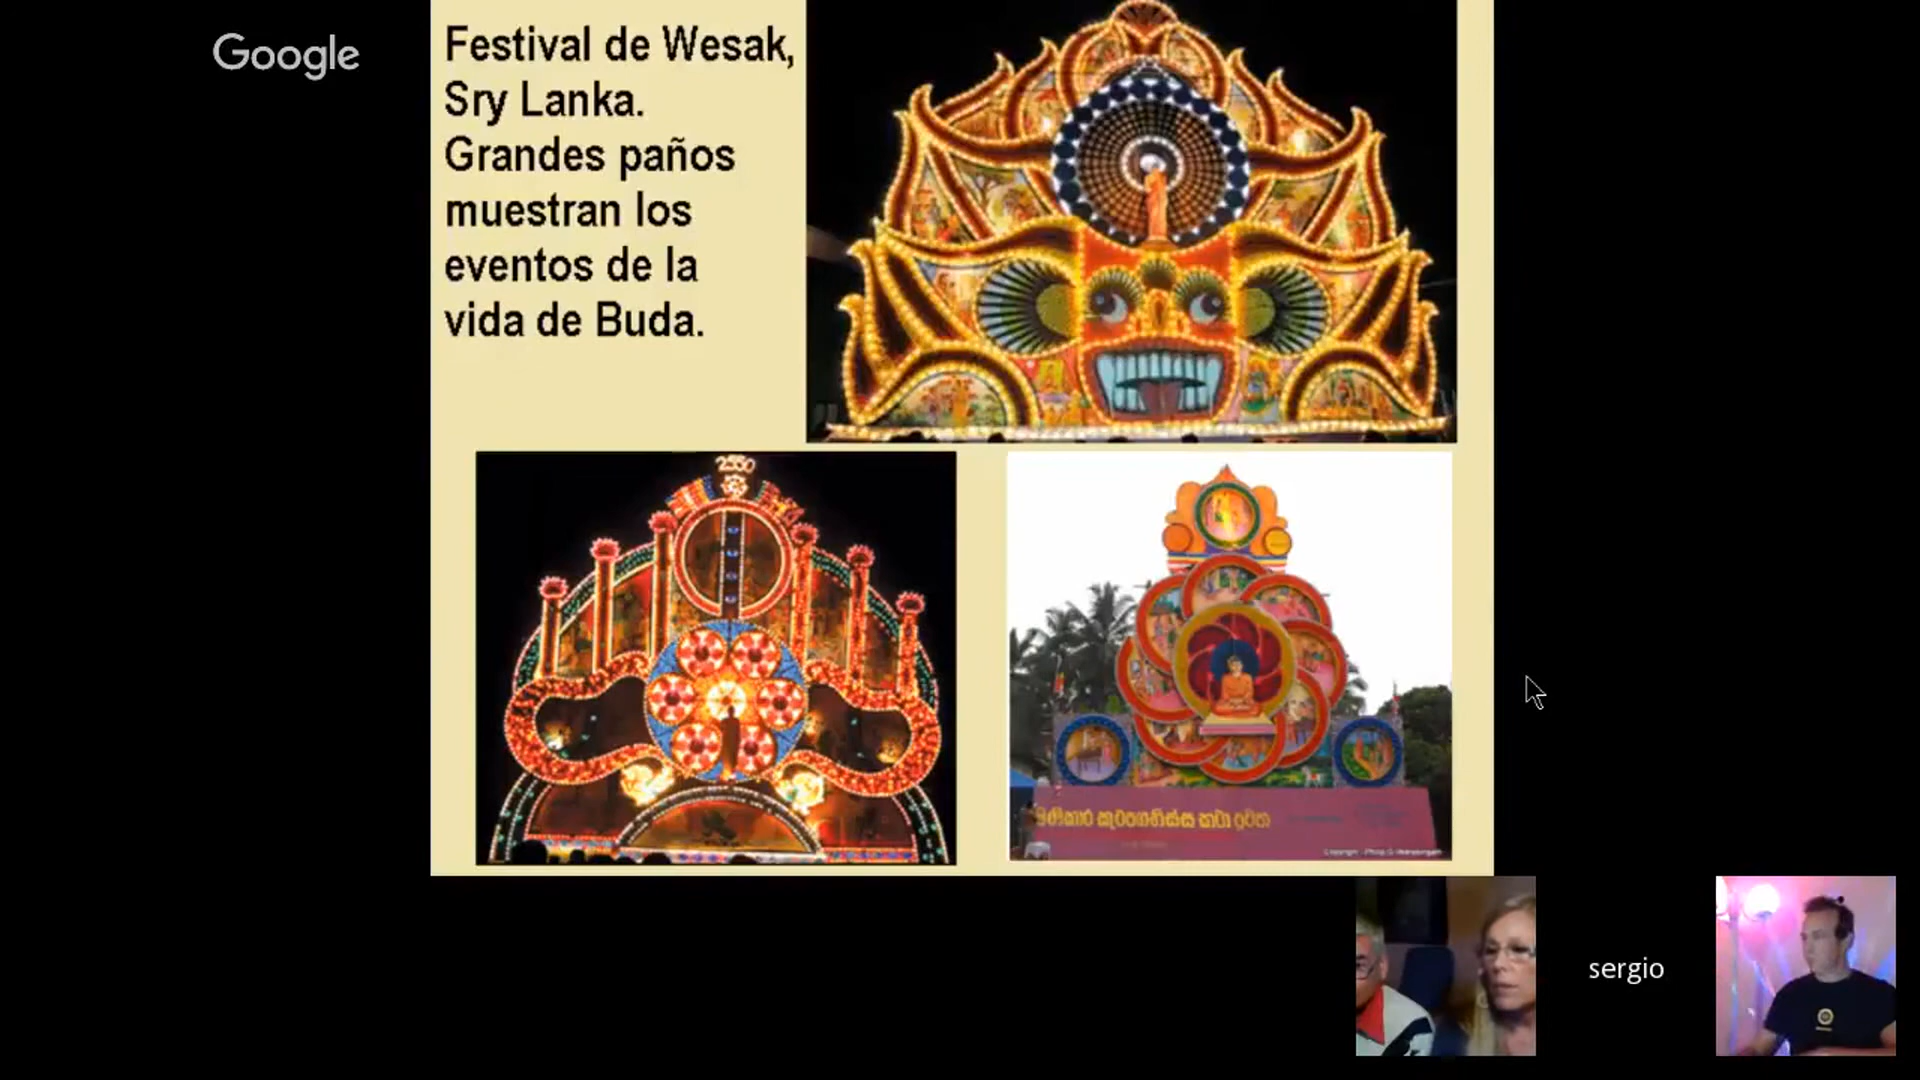 Google
Festival de Wesak,
Sry Lanka.
Grandes paños
muestran los
eventos de la
vida de Buda.
2550
sergio